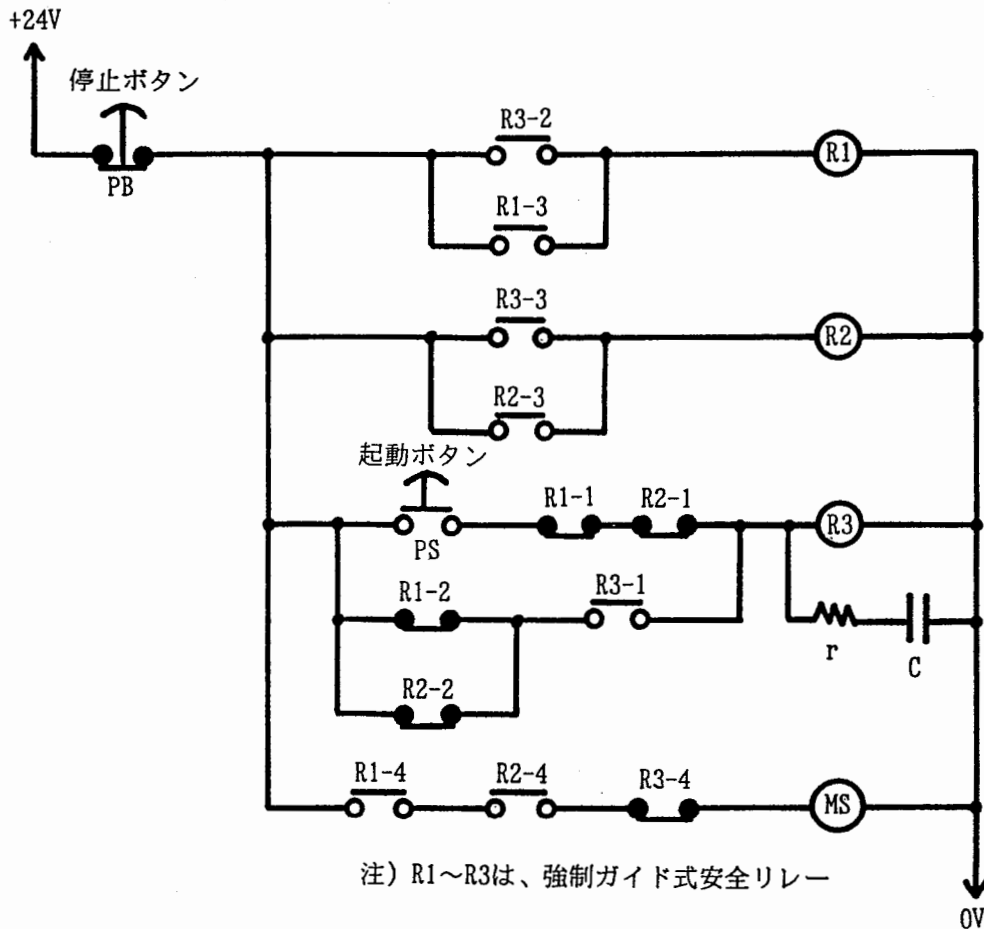 +24V
停止ボタン
PB
R3-2
R1
R1-3
R3-3
R2
R2-3
起動ボタン
PS
R1-1
R2-1
R3
R1-2
R3-1
r
C
R2-2
R1-4
R2-4
R3-4
MS
注）R1～R3は、強制ガイド式安全リレー
0V